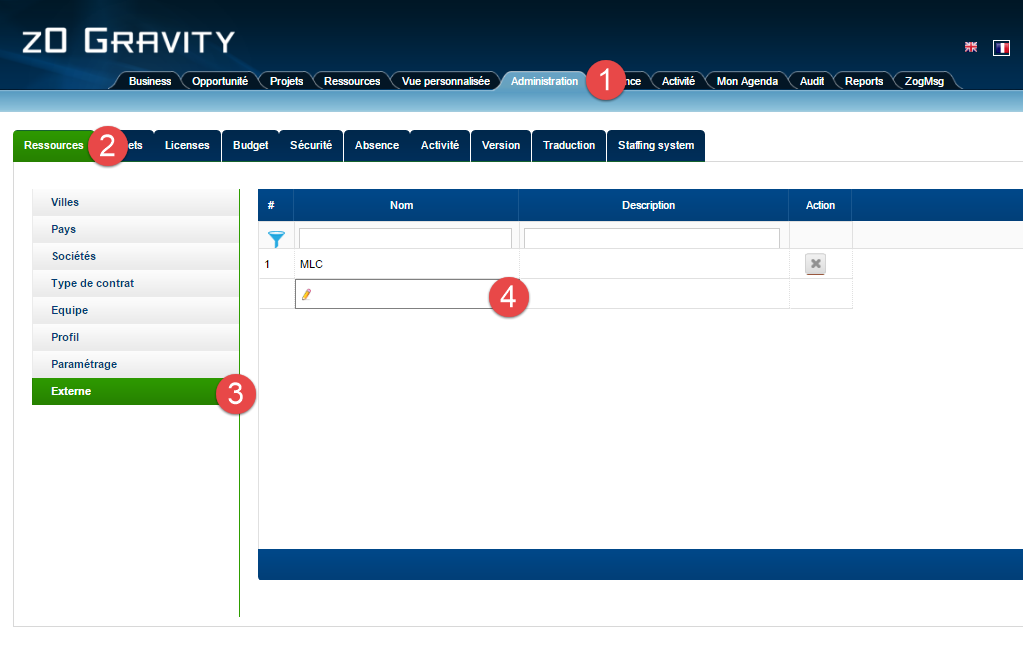 z0 GRAVITY
Business Opportunité Projets Ressources Vue personnalisée Administration 1 nce Activité Mon Agenda Audit Reports ZogMsg
Ressources 2 ets Licenses Budget Sécurité Absence Activité Version Traduction Staffing system
Villes
Pays
Sociétés
Type de contrat
Equipe
Profil
Paramétrage
Externe 3
# Nom Description Action
1 MLC
4